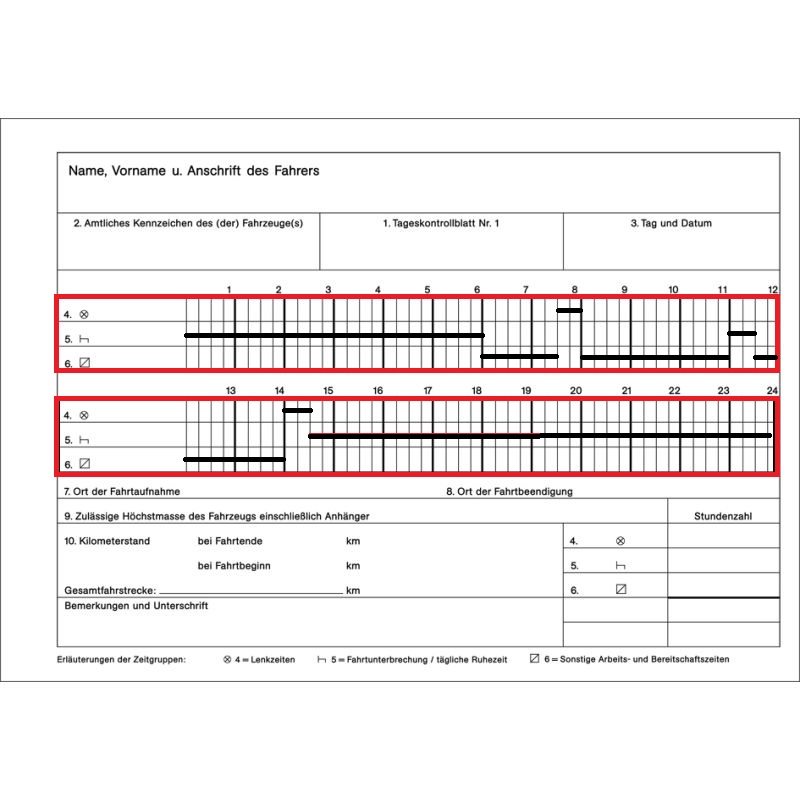 Name, Vorname u. Anschrift des Fahrers
2. Amtliches Kennzeichen des (der) Fahrzeuge(s) 1. Tageskontrollblatt Nr. 1 3. Tag und Datum
1 2 3 4 5 6 7 8 9 10 11 12
4.
5.
6.
13 14 15 16 17 18 19 20 21 22 23 24
4.
5.
6.
7. Ort der Fahrtaufnahme 8. Ort der Fahrtbeendigung
9. Zulässige Höchstmasse des Fahrzeugs einschließlich Anhänger Stundenzahl
10. Kilometerstand bei Fahrtende km 4.
bei Fahrtbeginn km 5.
Gesamtfahrstrecke: km 6.
Bemerkungen und Unterschrift
Erläuterungen der Zeitgruppen: 4 = Lenkzeiten 5 = Fahrtunterbrechung / tägliche Ruhezeit 6 = Sonstige Arbeits- und Bereitschaftszeiten